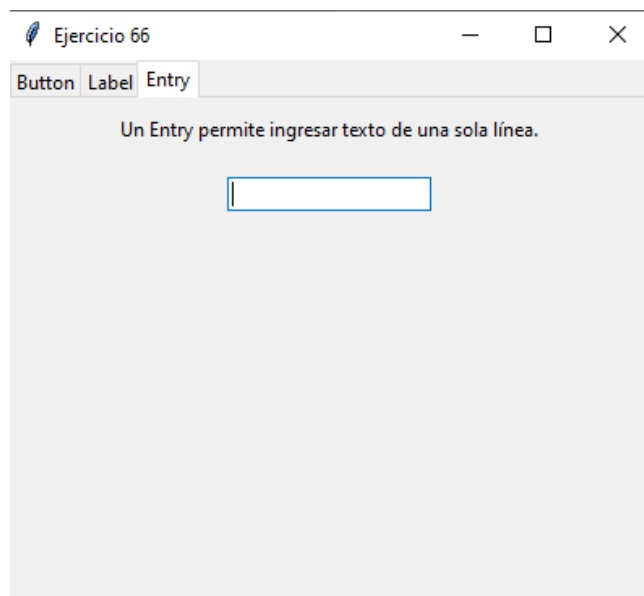 Ejercicio 66
Button Label Entry
Un Entry permite ingresar texto de una sola línea.